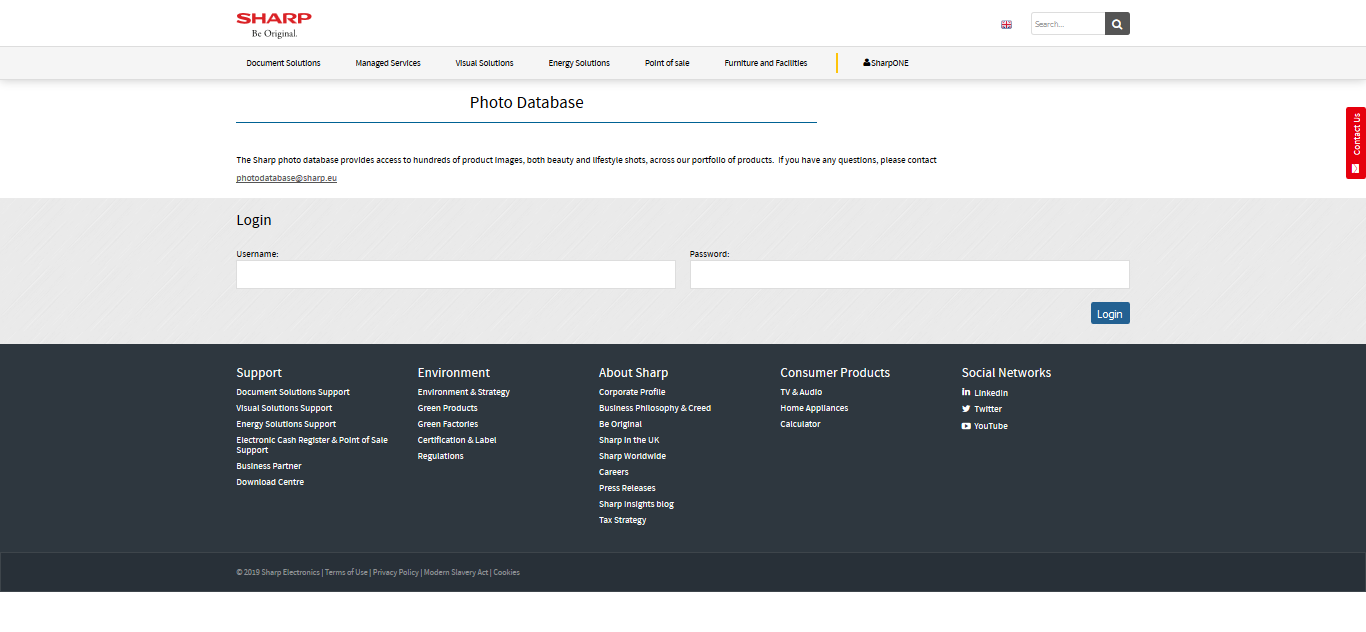 SHARP
Be Original.
Search...
Document Solutions
Managed Services
Visual Solutions
Energy Solutions
Point of sale
Furniture and Facilities
SharpONE
Photo Database
Contact Us
The Sharp photo database provides access to hundreds of product images, both beauty and lifestyle shots, across our portfolio of products. If you have any questions, please contact
photodatabase@sharp.eu
Login
Username:
Password:
Login
Support
Document Solutions Support
Visual Solutions Support
Energy Solutions Support
Electronic Cash Register & Point of Sale
Support
Business Partner
Download Centre
Environment
Environment & Strategy
Green Products
Green Factories
Certification & Label
Regulations
About Sharp
Corporate Profile
Business Philosophy & Creed
Be Original
Sharp in the UK
Sharp Worldwide
Careers
Press Releases
Sharp Insights blog
Tax Strategy
Consumer Products
TV & Audio
Home Appliances
Calculator
Social Networks
LinkedIn
Twitter
YouTube
© 2019 Sharp Electronics | Terms of Use | Privacy Policy | Modern Slavery Act | Cookies